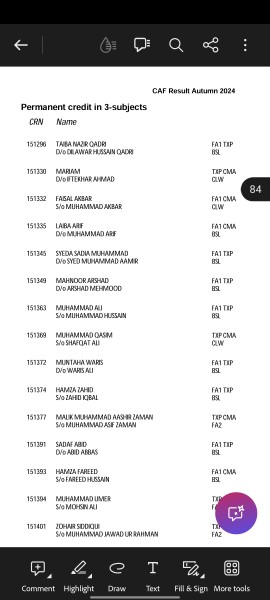 CAF Result Autumn 2024
Permanent credit in 3-subjects
CRN Name
151296 TAIBA NAZIR QADRI FA1 TXP
D/o DILAWAR HUSSAIN QADRI BSL
151330 MARIAM TXP CMA
D/o IFTEKHAR AHMAD CLW
151332 FAISAL AKBAR FA1 CMA
S/o MUHAMMAD AKBAR CLW
84
151335 LAIBA ARIF FA1 CMA
D/o MUHAMMAD ARIF BSL
151345 SYEDA SADIA MUHAMMAD FA1 TXP
D/o SYED MUHAMMAD AAMIR BSL
151349 MAHNOOR ARSHAD FA1 TXP
D/o ARSHAD MEHMOOD BSL
151363 MUHAMMAD ALI FA1 TXP
S/o MUHAMMAD HUSSAIN BSL
151369 MUHAMMAD QASIM TXP CMA
S/o SHAFQAT ALI CLW
151372 MUNTAHA WARIS FA1 TXP
D/o WARIS ALI BSL
151374 HAMZA ZAHID FA1 TXP
S/o ZAHID IQBAL BSL
151377 MALIK MUHAMMAD AASHIR ZAMAN TXP CMA
S/o MUHAMMAD ASIF ZAMAN FA2
151391 SADAF ABID FA1 TXP
D/o ABID ABBAS BSL
151393 HAMZA FAREED FA1 CMA
S/o FAREED HUSSAIN BSL
151394 MUHAMMAD UMER
S/o MOHSIN ALI
151401 ZOHAIR SIDDIQUI
S/o MUHAMMAD JAWAD UR RAHMAN FA2
Comment Highlight Draw Text Fill & Sign More tools